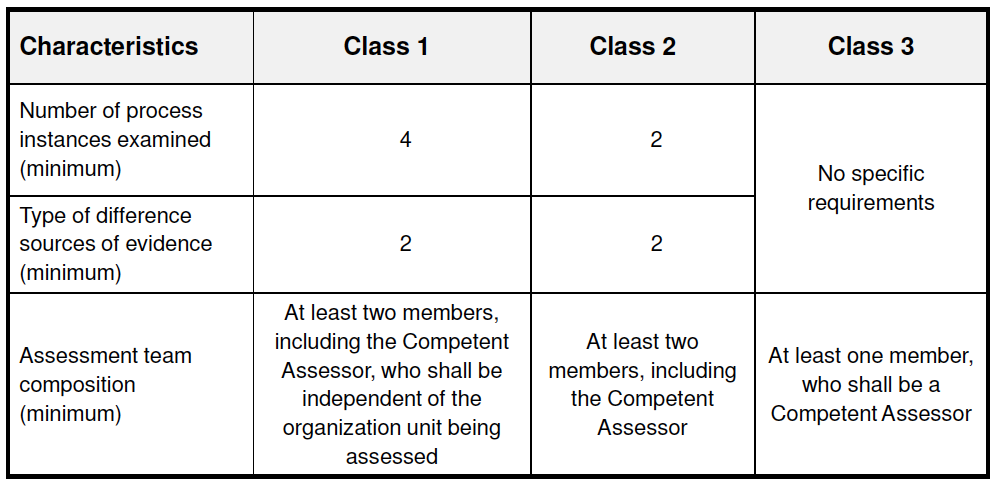 Characteristics
Class 1
Class 2
Class 3
Number of process
instances examined
(minimum)
4
2
No specific
requirements
Type of difference
sources of evidence
(minimum)
2
2
Assessment team
composition
(minimum)
At least two members,
including the Competent
Assessor, who shall be
independent of the
organization unit being
assessed
At least two
members, including
the Competent
Assessor
At least one member,
who shall be a
Competent Assessor